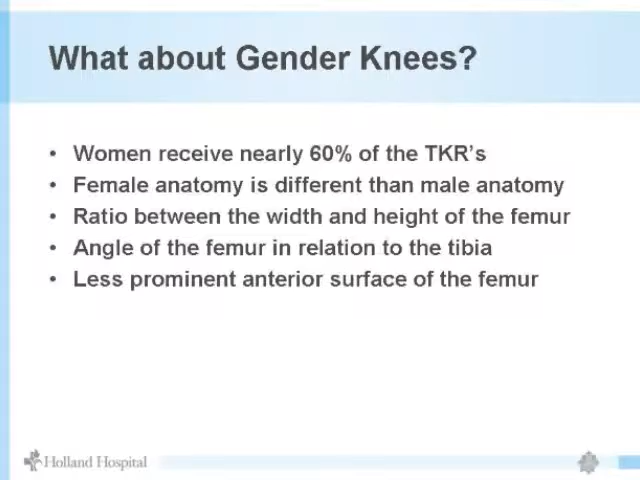 What about Gender Knees?
• Women receive nearly 60% of the TKR's
• Female anatomy is different than male anatomy
• Ratio between the width and height of the femur
• Angle of the femur in relation to the tibia
• Less prominent anterior surface of the femur
Holland Hospital